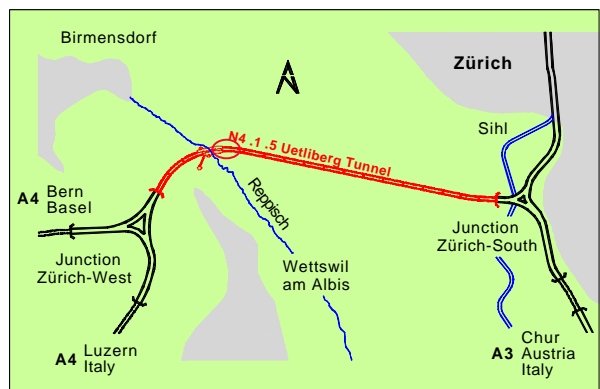 Birmensdorf
Zürich
Sihl
N4 .1 .5 Uetliberg Tunnel
A4 Bern
Basel
Reppisch
Junction
Zürich-West
Junction
Zürich-South
Wettswil
am Albis
A4 Luzern
Italy
A3 Chur
Austria
Italy